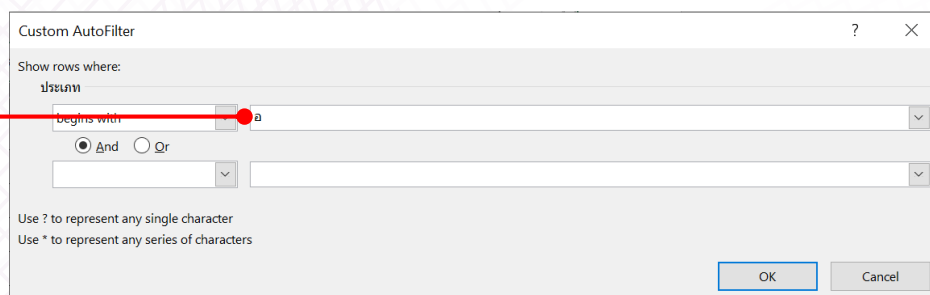 Custom AutoFilter ? ×
Show rows where:
ประเภท
begins with อ
And Or
Use ? to represent any single character
Use * to represent any series of characters
OK Cancel